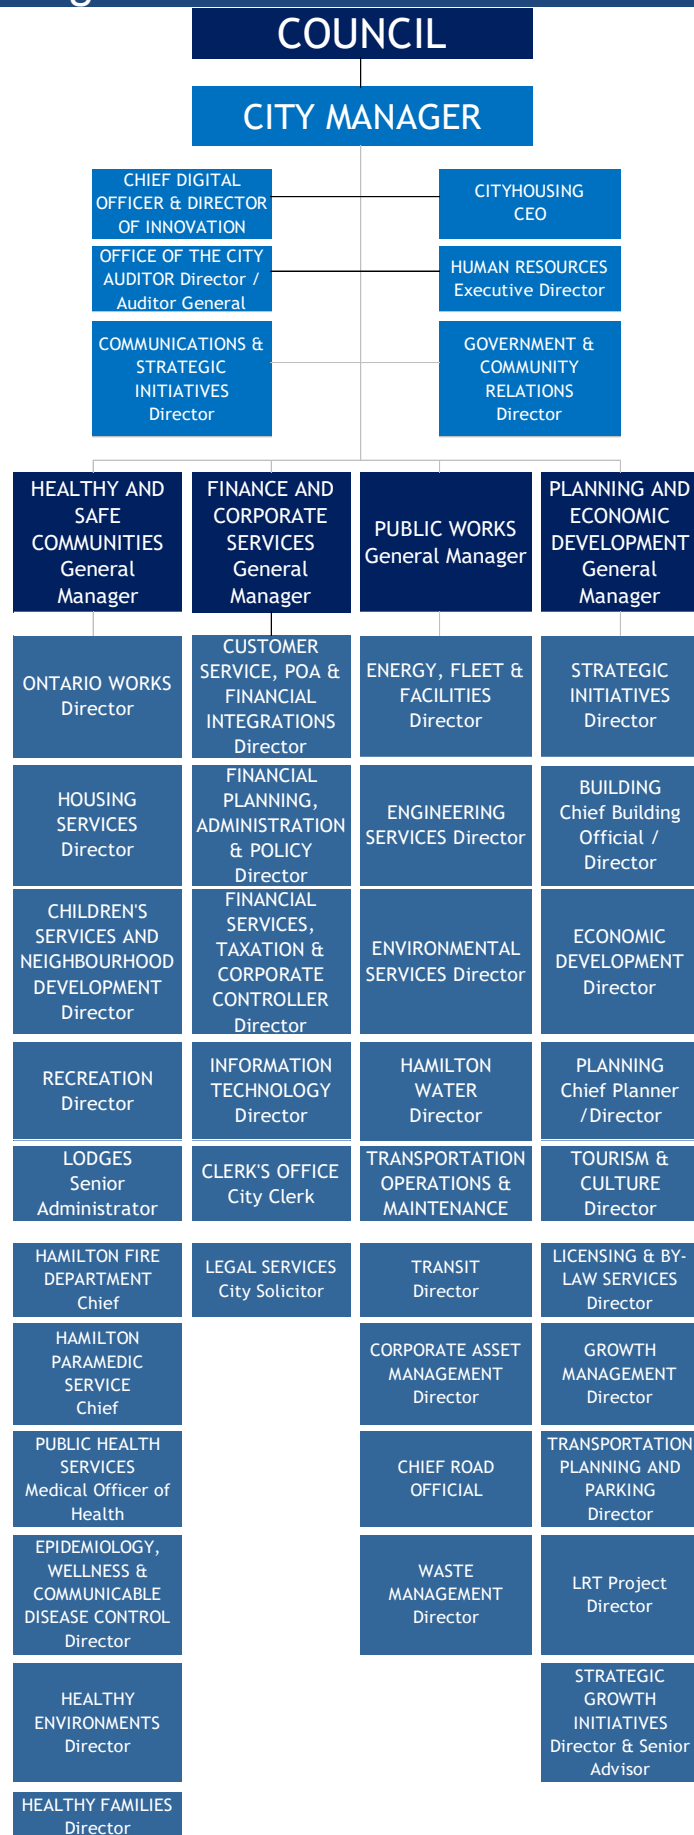 COUNCIL
CITY MANAGER
CHIEF DIGITAL
OFFICER & DIRECTOR
OF INNOVATION
CITYHOUSING
CEO
OFFICE OF THE CITY
AUDITOR Director /
Auditor General
HUMAN RESOURCES
Executive Director
COMMUNICATIONS &
STRATEGIC
INITIATIVES
Director
GOVERNMENT &
COMMUNITY
RELATIONS
Director
HEALTHY AND
SAFE
COMMUNITIES
General
Manager
ONTARIO WORKS
Director
HOUSING
SERVICES
Director
CHILDREN'S
SERVICES AND
NEIGHBOURHOOD
DEVELOPMENT
Director
RECREATION
Director
LODGES
Senior
Administrator
HAMILTON FIRE
DEPARTMENT
Chief
HAMILTON
PARAMEDIC
SERVICE
Chief
PUBLIC HEALTH
SERVICES
Medical Officer of
Health
EPIDEMIOLOGY,
WELLNESS &
COMMUNICABLE
DISEASE CONTROL
Director
HEALTHY
ENVIRONMENTS
Director
HEALTHY FAMILIES
Director
FINANCE AND
CORPORATE
SERVICES
General
Manager
CUSTOMER
SERVICE, POA &
FINANCIAL
INTEGRATIONS
Director
FINANCIAL
PLANNING,
ADMINISTRATION
& POLICY
Director
FINANCIAL
SERVICES,
TAXATION &
CORPORATE
CONTROLLER
Director
INFORMATION
TECHNOLOGY
Director
CLERK'S OFFICE
City Clerk
LEGAL SERVICES
City Solicitor
PUBLIC WORKS
General Manager
ENERGY, FLEET &
FACILITIES
Director
ENGINEERING
SERVICES Director
ENVIRONMENTAL
SERVICES Director
HAMILTON
WATER
Director
TRANSPORTATION
OPERATIONS &
MAINTENANCE
TRANSIT
Director
CORPORATE ASSET
MANAGEMENT
Director
CHIEF ROAD
OFFICIAL
WASTE
MANAGEMENT
Director
PLANNING AND
ECONOMIC
DEVELOPMENT
General
Manager
STRATEGIC
INITIATIVES
Director
BUILDING
Chief Building
Official /
Director
ECONOMIC
DEVELOPMENT
Director
PLANNING
Chief Planner
/Director
TOURISM &
CULTURE
Director
LICENSING & BY-
LAW SERVICES
Director
GROWTH
MANAGEMENT
Director
TRANSPORTATION
PLANNING AND
PARKING
Director
LRT Project
Director
STRATEGIC
GROWTH
INITIATIVES
Director & Senior
Advisor